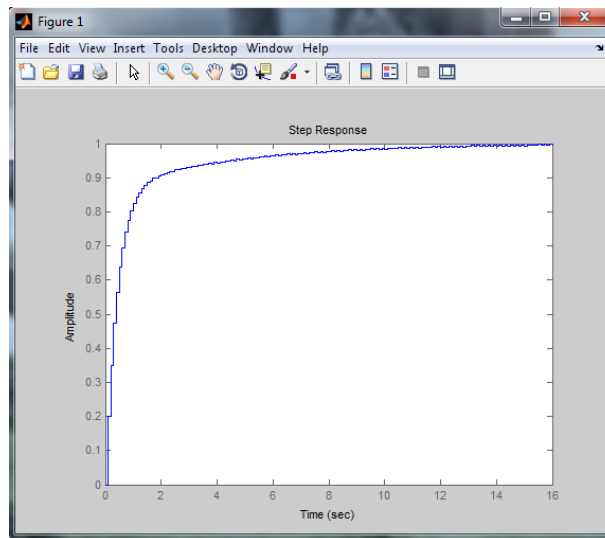 Figure 1
File Edit View Insert Tools Desktop Window Help
Step Response
1
0.9
0.8
0.7
0.6
0.5
0.4
0.3
0.2
0.1
0
Amplitude
0 2 4 6 8 10 12 14 16
Time (sec)